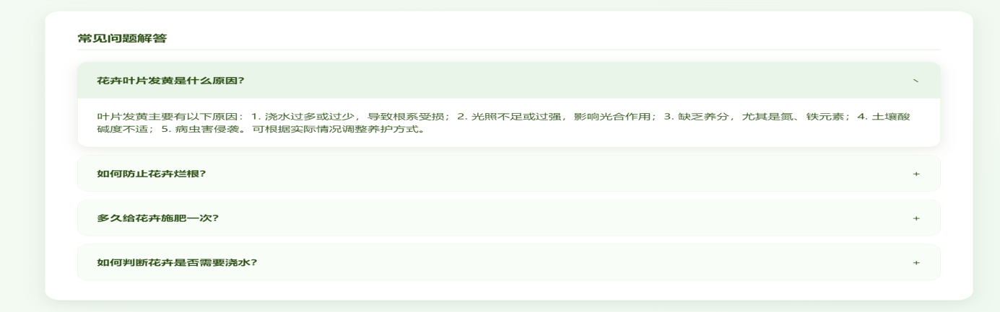 常见问题解答
花卉叶片发黄是什么原因?
叶片发黄主要有以下原因：1. 浇水过多或过少，导致根系受损；2. 光照不足或过强，影响光合作用；3. 缺乏养分，尤其是氮、铁元素；4. 土壤酸
碱度不适；5. 病虫害侵袭。可根据实际情况调整养护方式。
如何防止花卉烂根?
+
多久给花卉施肥一次?
+
如何判断花卉是否需要浇水?
+